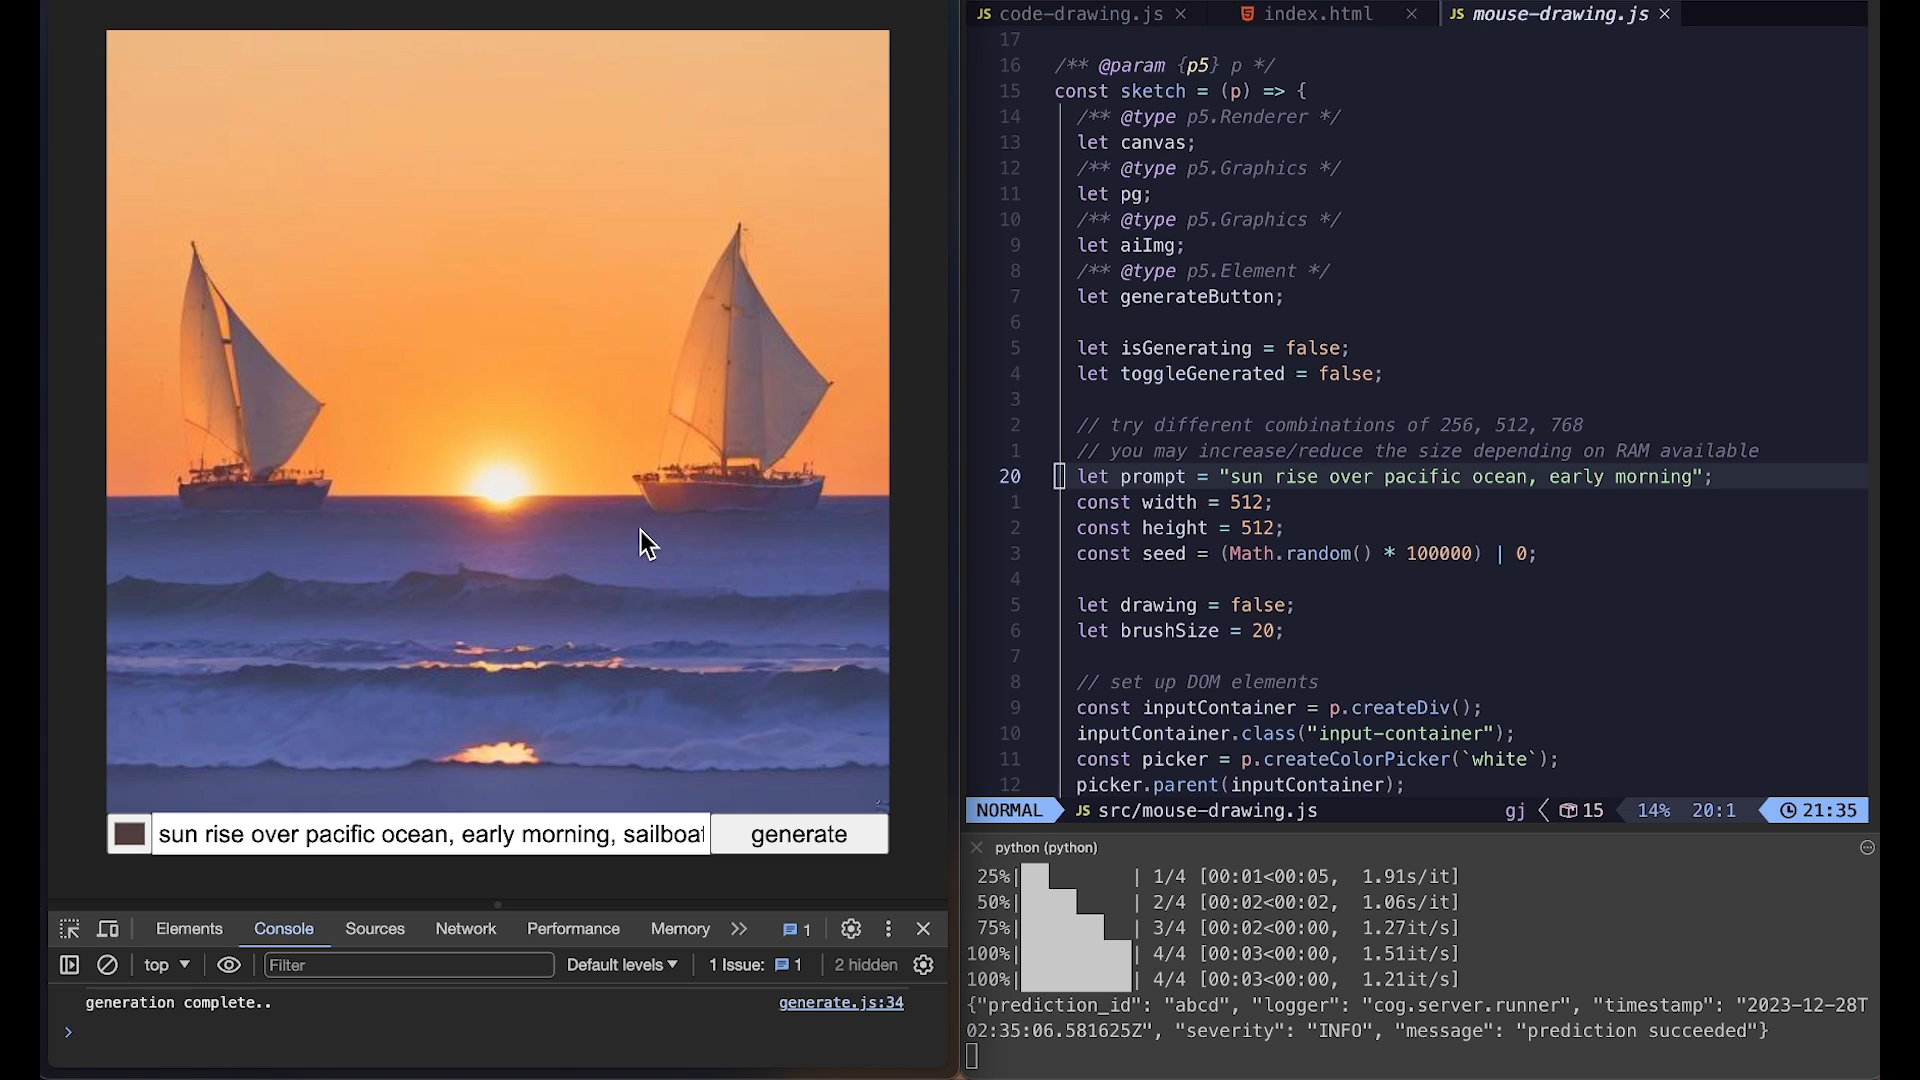 sun rise over pacific ocean, early morning, sailboat
generate
Elements
Console
Sources
Network
Performance
Memory
1
top
Filter
Default levels
1 Issue: 1
2 hidden
generation complete..
generate.js:34
>
JS code-drawing.js
index.html
JS mouse-drawing.js
17
16 /** @param {p5} p */
15 const sketch = (p) => {
14 /** @type p5.Renderer */
13 let canvas;
12 /** @type p5.Graphics */
11 let pg;
10 /** @type p5.Graphics */
9 let aiImg;
8 /** @type p5.Element */
7 let generateButton;
6
5 let isGenerating = false;
4 let toggleGenerated = false;
3
2 // try different combinations of 256, 512, 768
1 // you may increase/reduce the size depending on RAM available
20 let prompt = "sun rise over pacific ocean, early morning";
1 const width = 512;
2 const height = 512;
3 const seed = (Math.random() * 100000) | 0;
4
5 let drawing = false;
6 let brushSize = 20;
7
8 // set up DOM elements
9 const inputContainer = p.createDiv();
10 inputContainer.class("input-container");
11 const picker = p.createColorPicker(`white`);
12 picker.parent(inputContainer);
NORMAL JS src/mouse-drawing.js gj 15 14% 20:1 21:35
python (python)
25%| | 1/4 [00:01<00:05, 1.91s/it]
50%| | 2/4 [00:02<00:02, 1.06s/it]
75%| | 3/4 [00:02<00:00, 1.27it/s]
100%| | 4/4 [00:03<00:00, 1.51it/s]
100%| | 4/4 [00:03<00:00, 1.21it/s]
{"prediction_id": "abcd", "logger": "cog.server.runner", "timestamp": "2023-12-28T
02:35:06.581625Z", "severity": "INFO", "message": "prediction succeeded"}